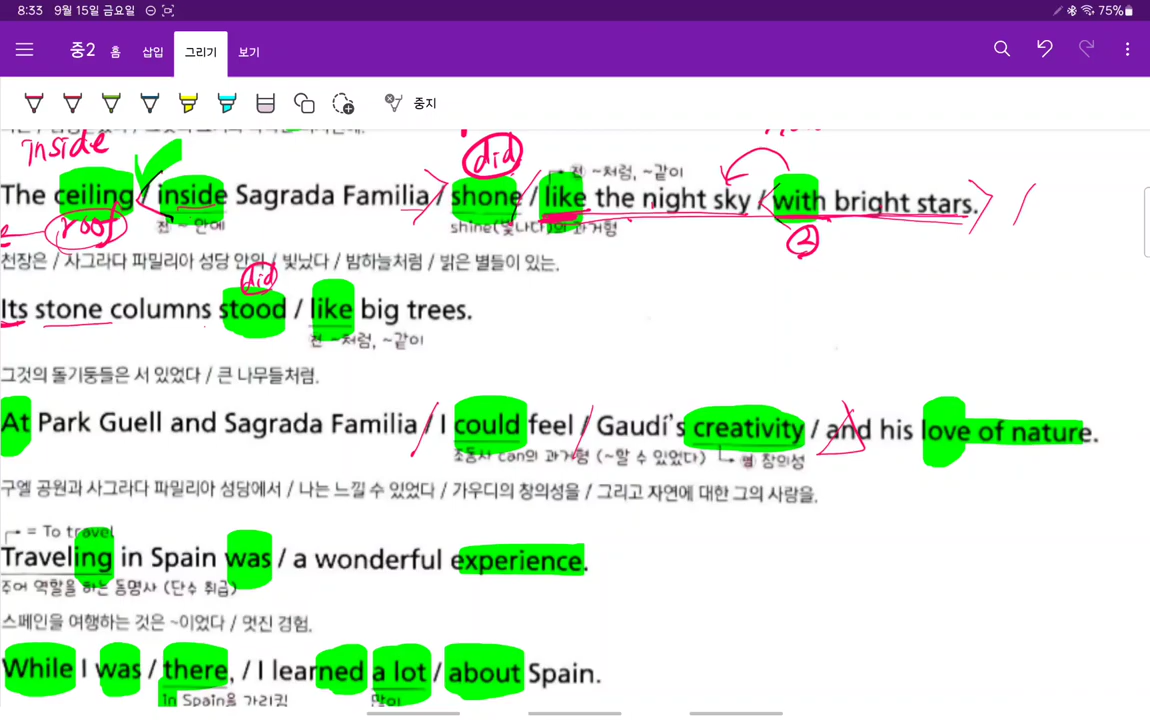 8:33 9월 15일 금요일 75%
중2 홈 삽입 그리기 보기
중지
inside
did
전 ~처럼, ~같이
The ceiling / inside Sagrada Familia / shone / like the night sky / with bright stars.
roof 전 ~ 안에 shine(빛나다)의 과거형 2
천장은 / 사그라다 파밀리아 성당 안의 / 빛났다 / 밤하늘처럼 / 밝은 별들이 있는.
did
Its stone columns stood / like big trees.
전 ~처럼, ~같이
그것의 돌기둥들은 서 있었다 / 큰 나무들처럼.
At Park Guell and Sagrada Familia / I could feel / Gaudí's creativity / and his love of nature.
조동사 can의 과거형 (~할 수 있었다) 명 창의성
구엘 공원과 사그라다 파밀리아 성당에서 / 나는 느낄 수 있었다 / 가우디의 창의성을 / 그리고 자연에 대한 그의 사랑을.
= To travel
Traveling in Spain was / a wonderful experience.
주어 역할을 하는 동명사 (단수 취급)
스페인을 여행하는 것은 ~이었다 / 멋진 경험.
While I was / there, / I learned a lot / about Spain.
in Spain을 가리킴 많이